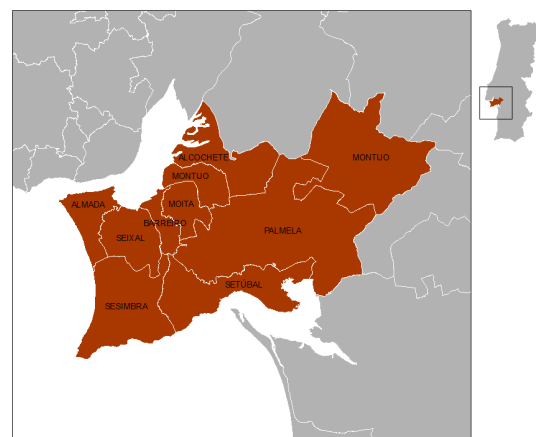 ALCOCHETE
MONTIJO
MONTIJO
ALMADA
MOITA
BARREIRO
SEIXAL
PALMELA
SETÚBAL
SESIMBRA